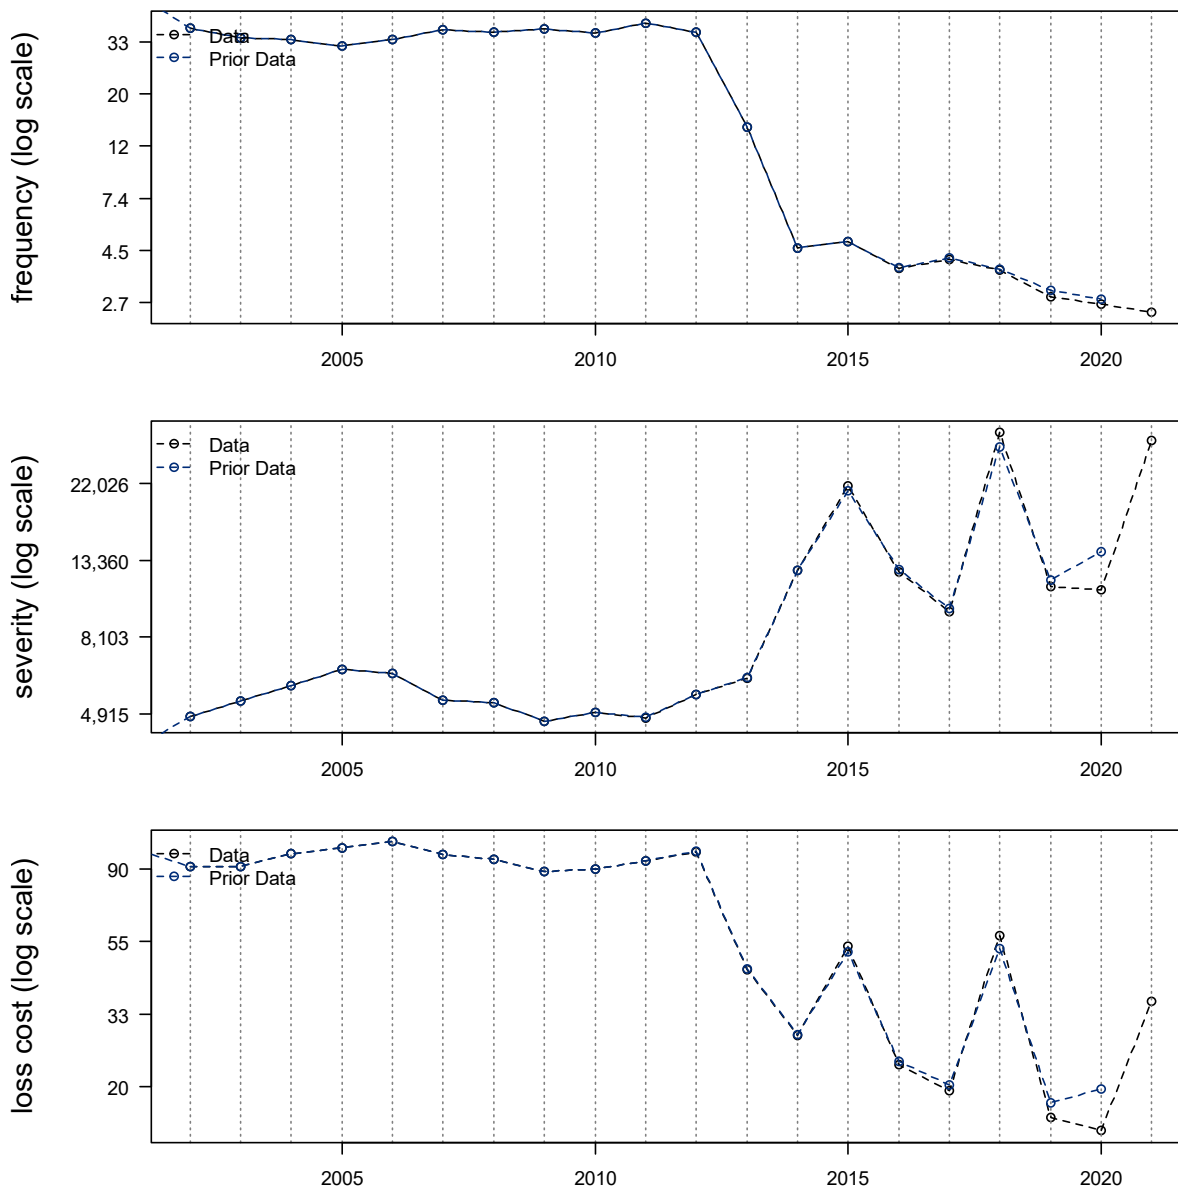 frequency (log scale)
33
20
12
7.4
4.5
2.7
Data
Prior Data
2005
2010
2015
2020
severity (log scale)
22,026
13,360
8,103
4,915
Data
Prior Data
2005
2010
2015
2020
loss cost (log scale)
90
55
33
20
Data
Prior Data
2005
2010
2015
2020